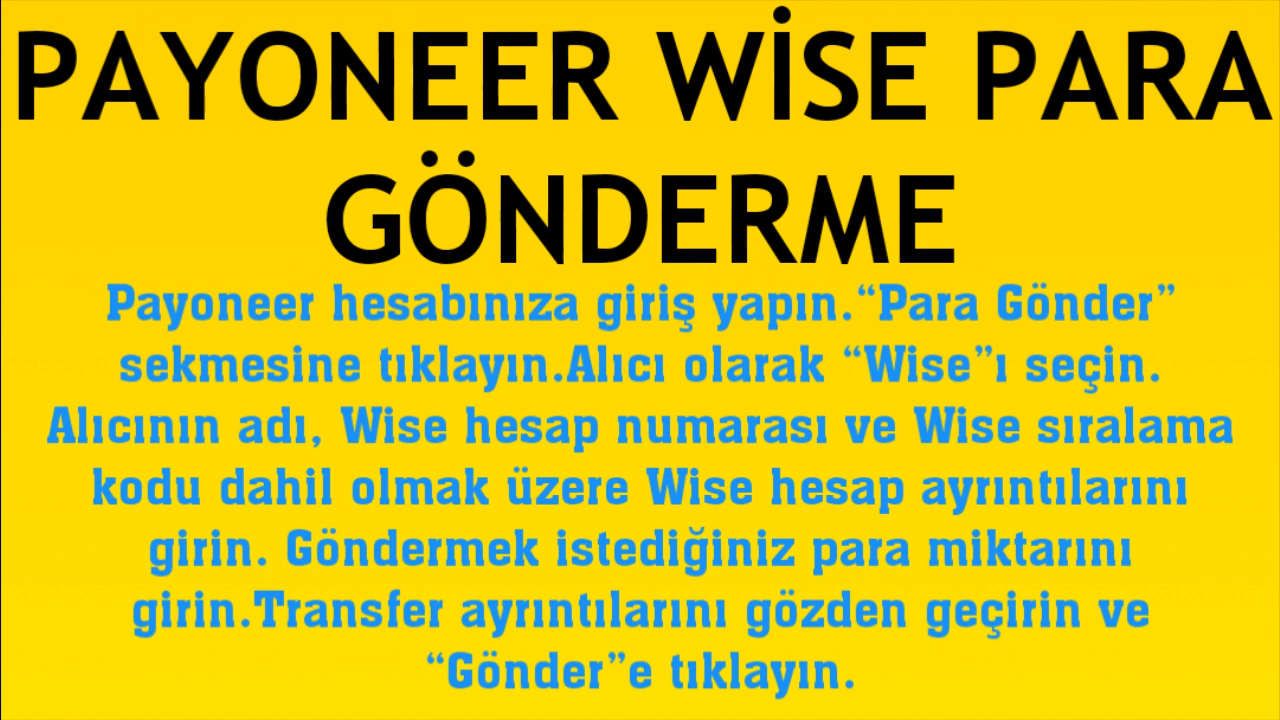 PAYONEER WİSE PARA
GÖNDERME
Payoneer hesabınıza giriş yapın.“Para Gönder”
sekmesine tıklayın.Alıcı olarak “Wise”ı seçin.
Alıcının adı, Wise hesap numarası ve Wise sıralama
kodu dahil olmak üzere Wise hesap ayrıntılarını
girin. Göndermek istediğiniz para miktarını
girin.Transfer ayrıntılarını gözden geçirin ve
“Gönder”e tıklayın.